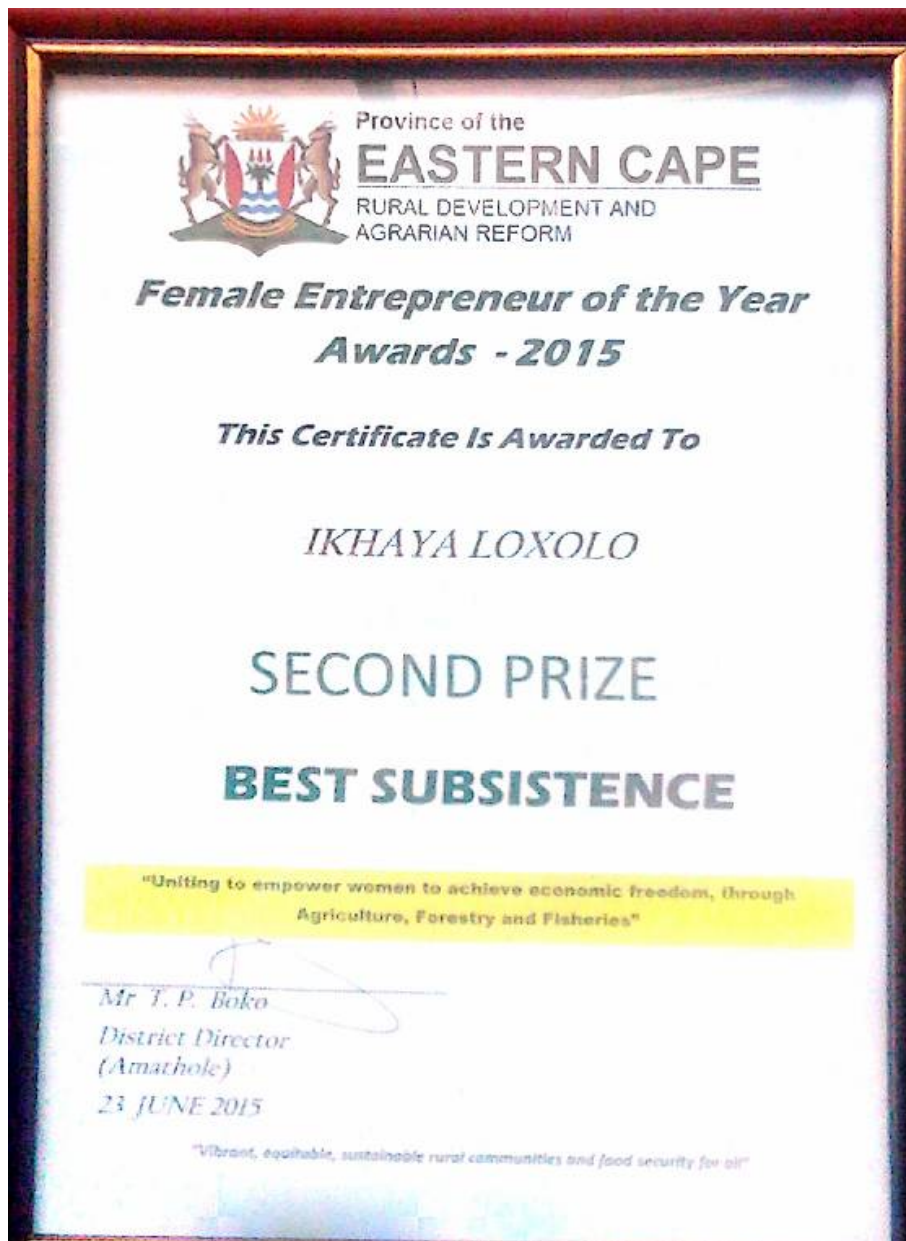 Province of the
EASTERN CAPE
RURAL DEVELOPMENT AND
AGRARIAN REFORM
Female Entrepreneur of the Year
Awards - 2015
This Certificate Is Awarded To
IKHAYA LOXOLO
SECOND PRIZE
BEST SUBSISTENCE
"Uniting to empower women to achieve economic freedom, through
Agriculture, Forestry and Fisheries"
Mr T. P. Boko
District Director
(Amathole)
23 JUNE 2015
"Vibrant, equitable, sustainable rural communities and food security for all"